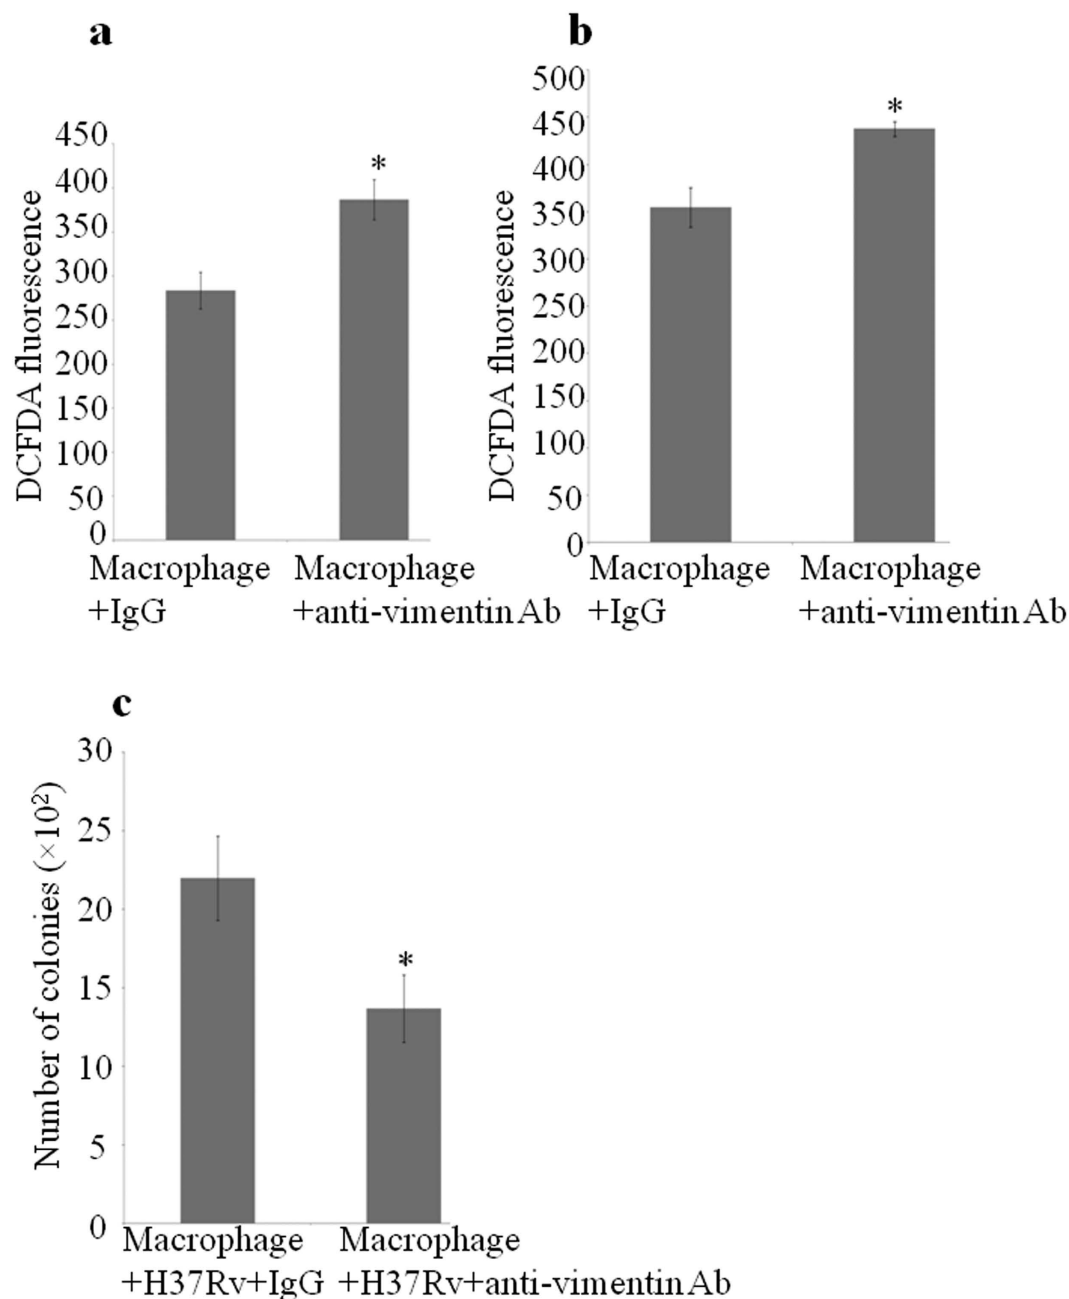 a
450
400
350
300
250
200
150
100
50
0
DCFDA fluorescence
*
Macrophage
+IgG
Macrophage
+anti-vimentin Ab
b
500
450
400
350
300
250
200
150
100
50
0
DCFDA fluorescence
*
Macrophage
+IgG
Macrophage
+anti-vimentin Ab
c
30
25
20
15
10
5
0
Number of colonies (×10²)
*
Macrophage
+H37Rv+IgG
Macrophage
+H37Rv+anti-vimentin Ab